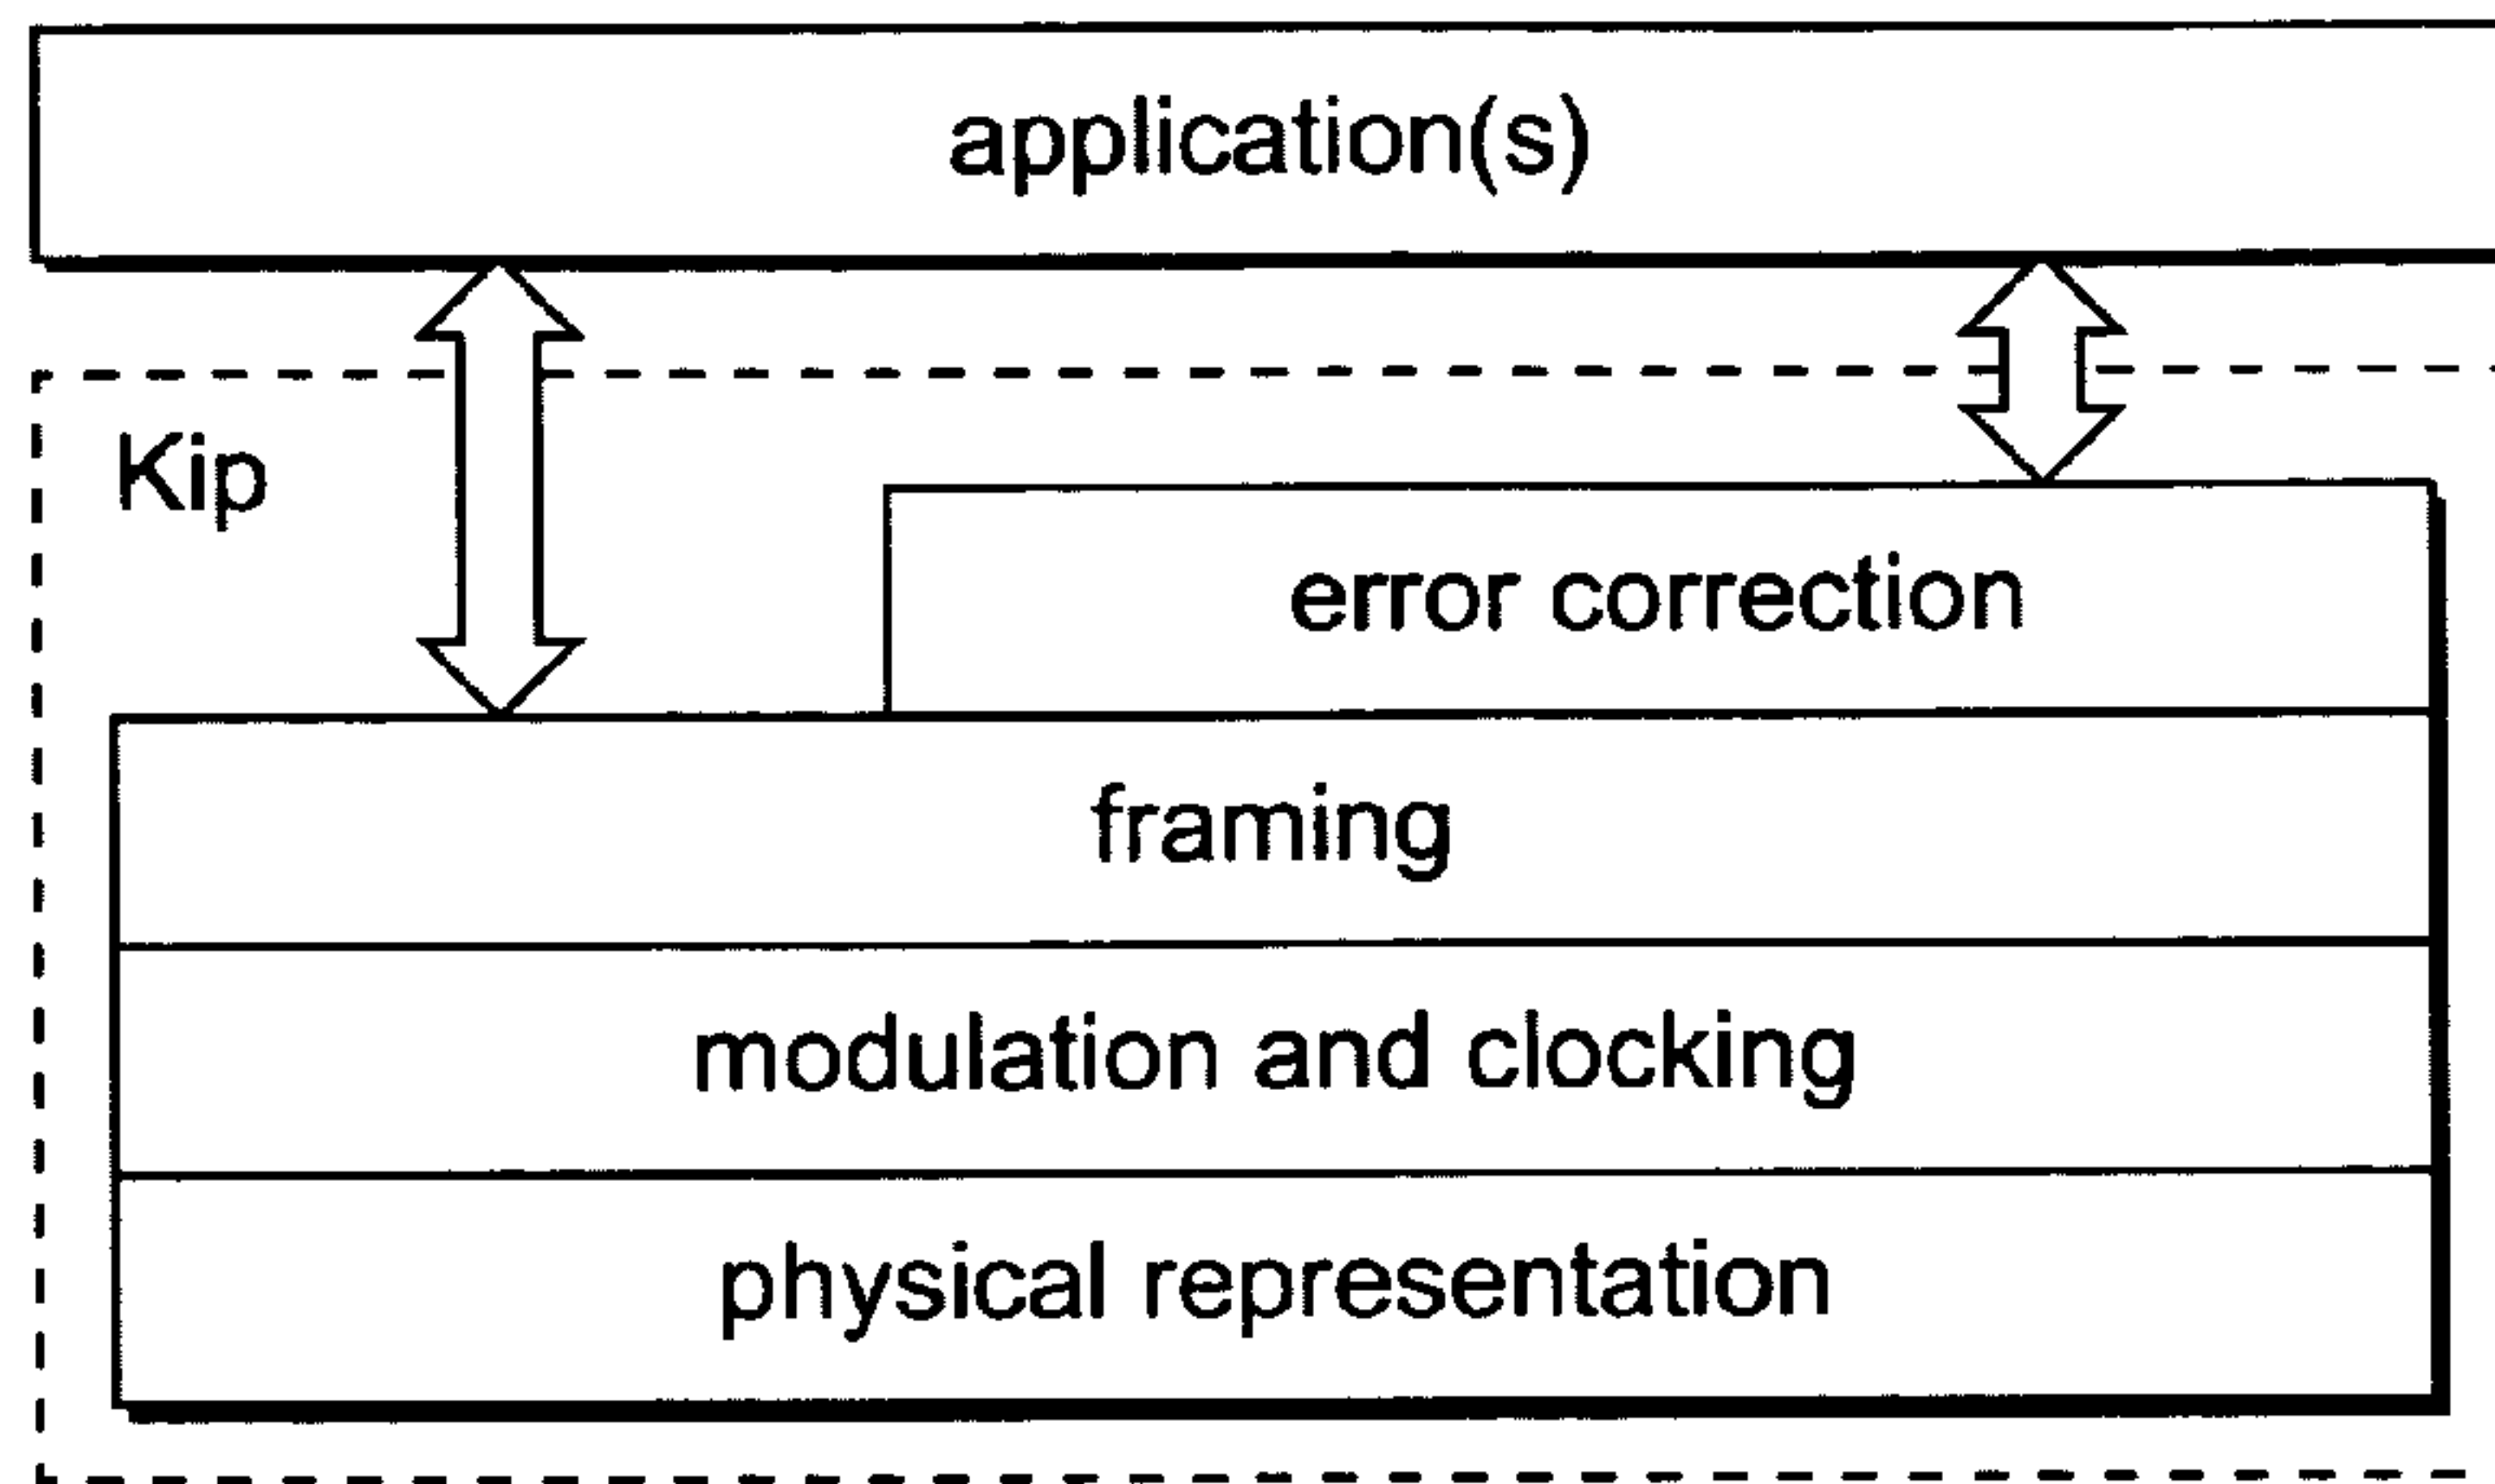 application(s)
Kip
error correction
framing
modulation and clocking
physical representation